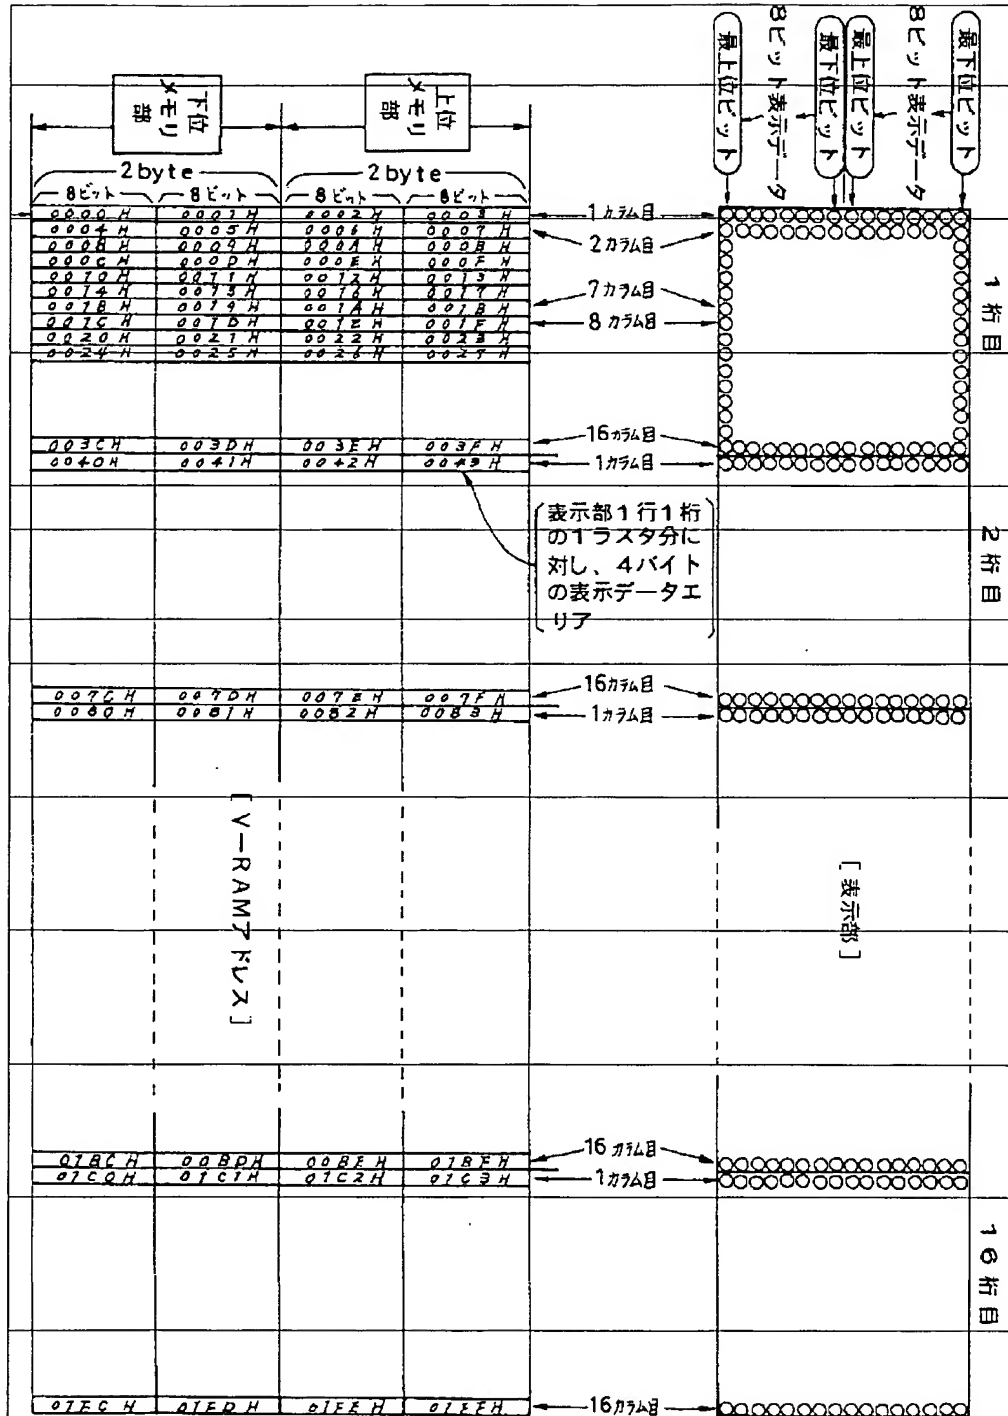 最下位ビット
8ビット表示データ
最上位ビット
最下位ビット
8ビット表示データ
最上位ビット
下位メモリ部
上位メモリ部
2byte 2byte
8ビット 8ビット 8ビット 8ビット
0000H 0001H 0002H 0003H 1カラム目
0004H 0005H 0006H 0007H 2カラム目
0008H 0009H 000AH 000BH
000CH 000DH 000EH 000FH
0010H 0011H 0012H 0013H
0014H 0015H 0016H 0017H 7カラム目
0018H 0019H 001AH 001BH
001CH 001DH 001EH 001FH 8カラム目
0020H 0021H 0022H 0023H
0024H 0025H 0026H 0027H
1桁目
003CH 003DH 003EH 003FH 16カラム目
0040H 0041H 0042H 0043H 1カラム目
表示部1行1桁
の1ラスタ分に
対し、4バイト
の表示データエ
リア
2桁目
007CH 007DH 007EH 007FH 16カラム目
0080H 0081H 0082H 0083H 1カラム目
[V-RAMアドレス]
[表示部]
01BCH 00BDH 00BEH 01BFH 16カラム目
01C0H 01C1H 01C2H 01C3H 1カラム目
16桁目
01FCH 01FDH 01FEH 01FFH 16カラム目